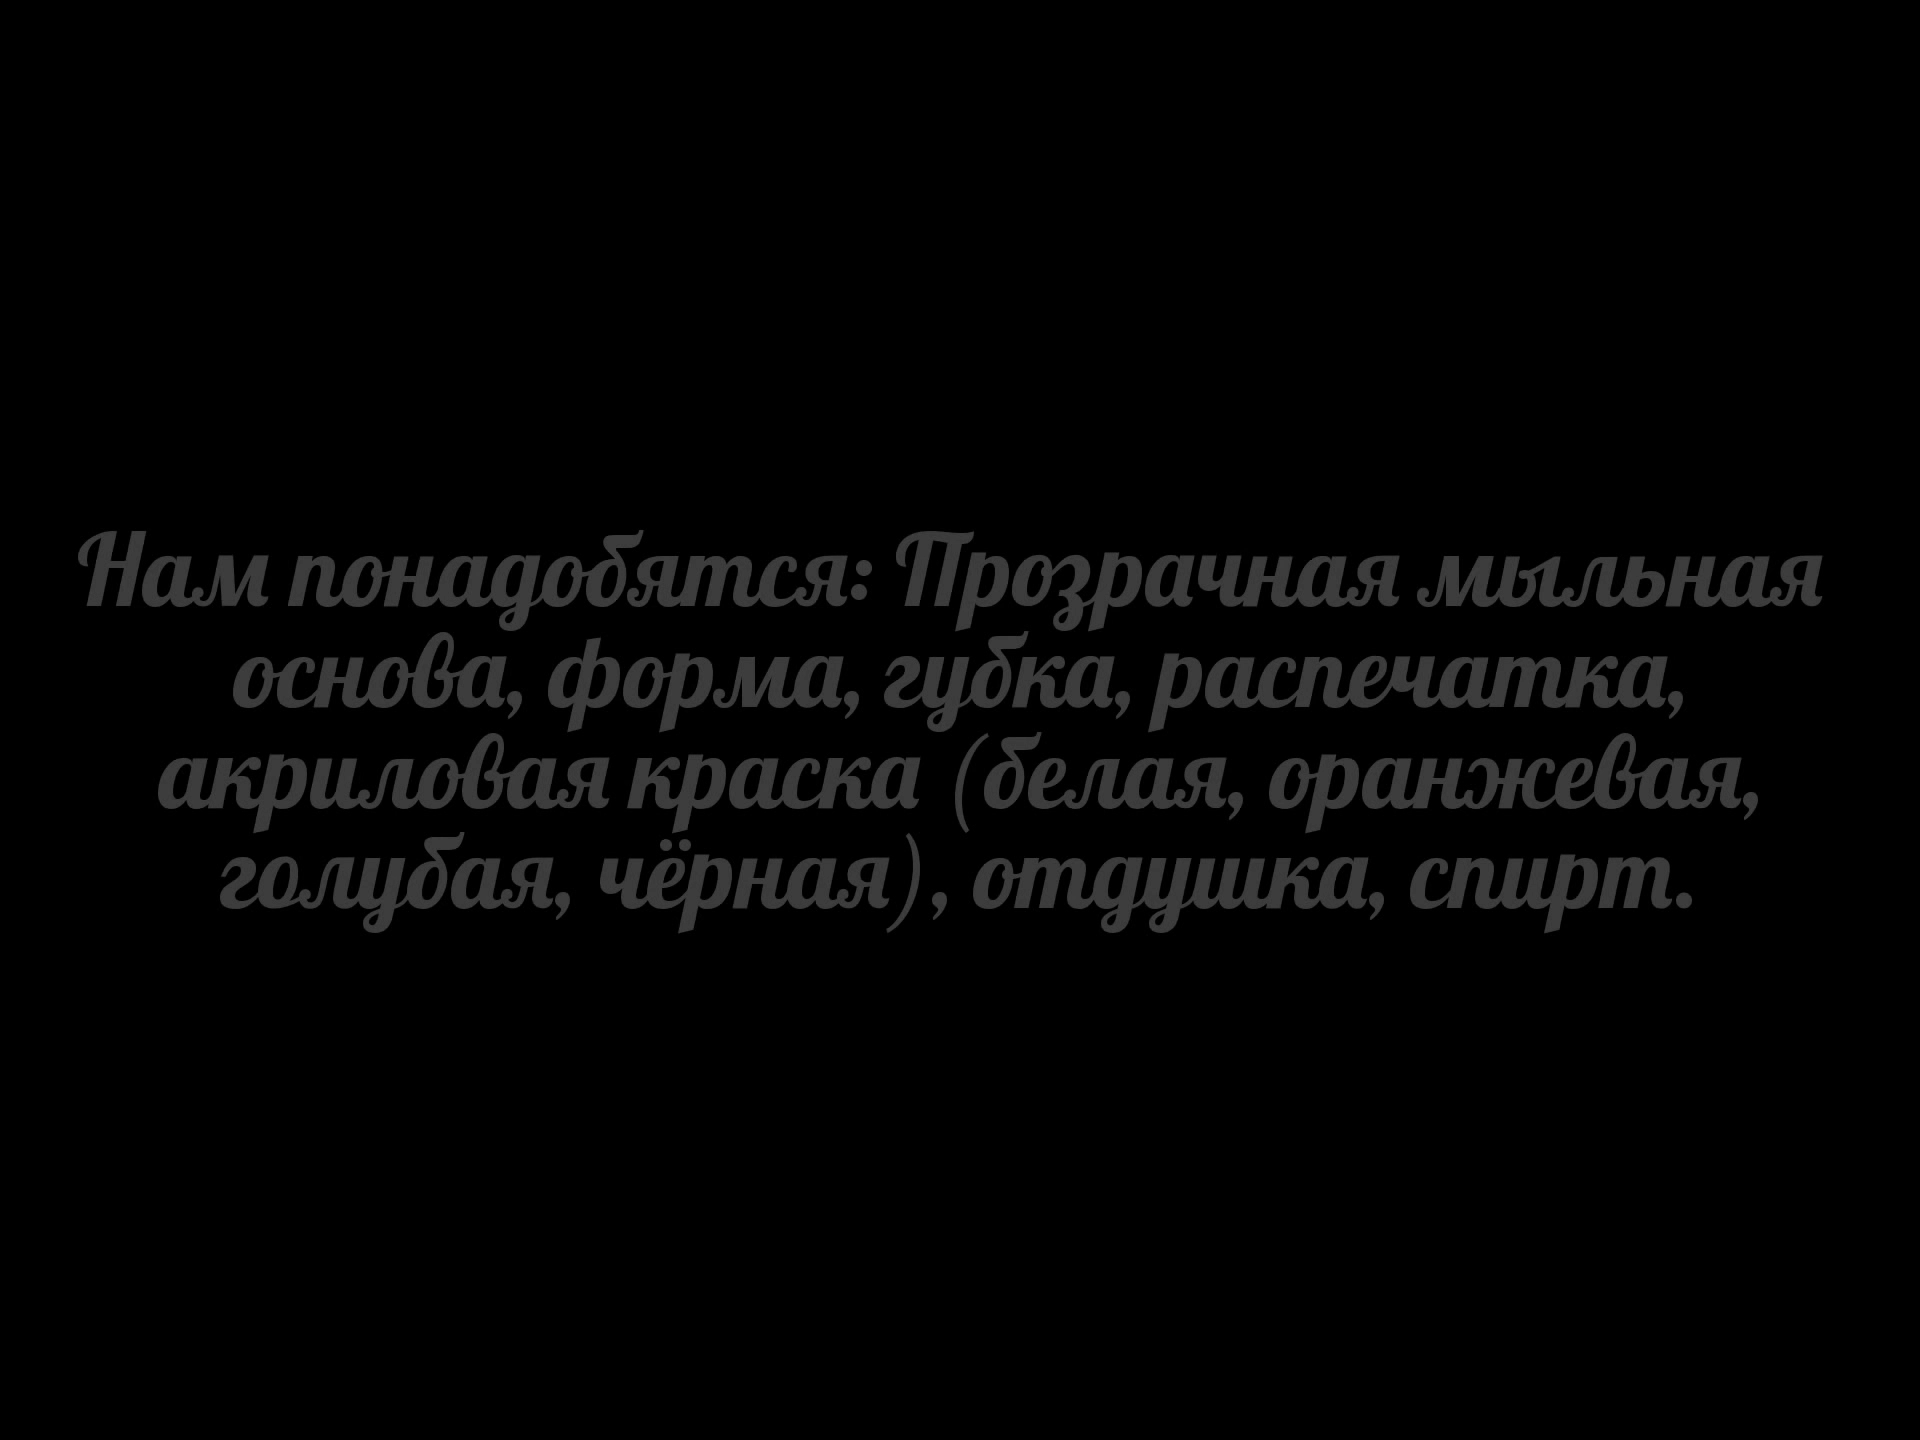 Нам понадобятся: Прозрачная мыльная
основа, форма, губка, распечатка,
акриловая краска (белая, оранжевая,
голубая, чёрная), отдушка, спирт.